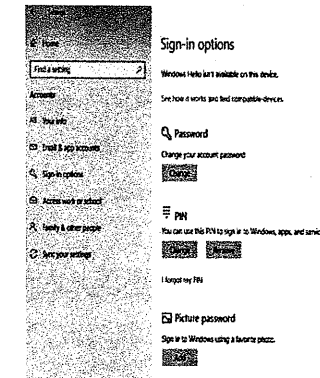 Home
Find a setting
Accounts
Your info
Email & app accounts
Sign-in options
Access work or school
Family & other people
Sync your settings
Sign-in options
Windows Hello isn't available on this device.
See how it works and find compatible devices.
Password
Change your account password
Change
PIN
You can use this PIN to sign in to Windows, apps, and servic
Change
I forgot my PIN
Picture password
Sign in to Windows using a favorite photo.
Add